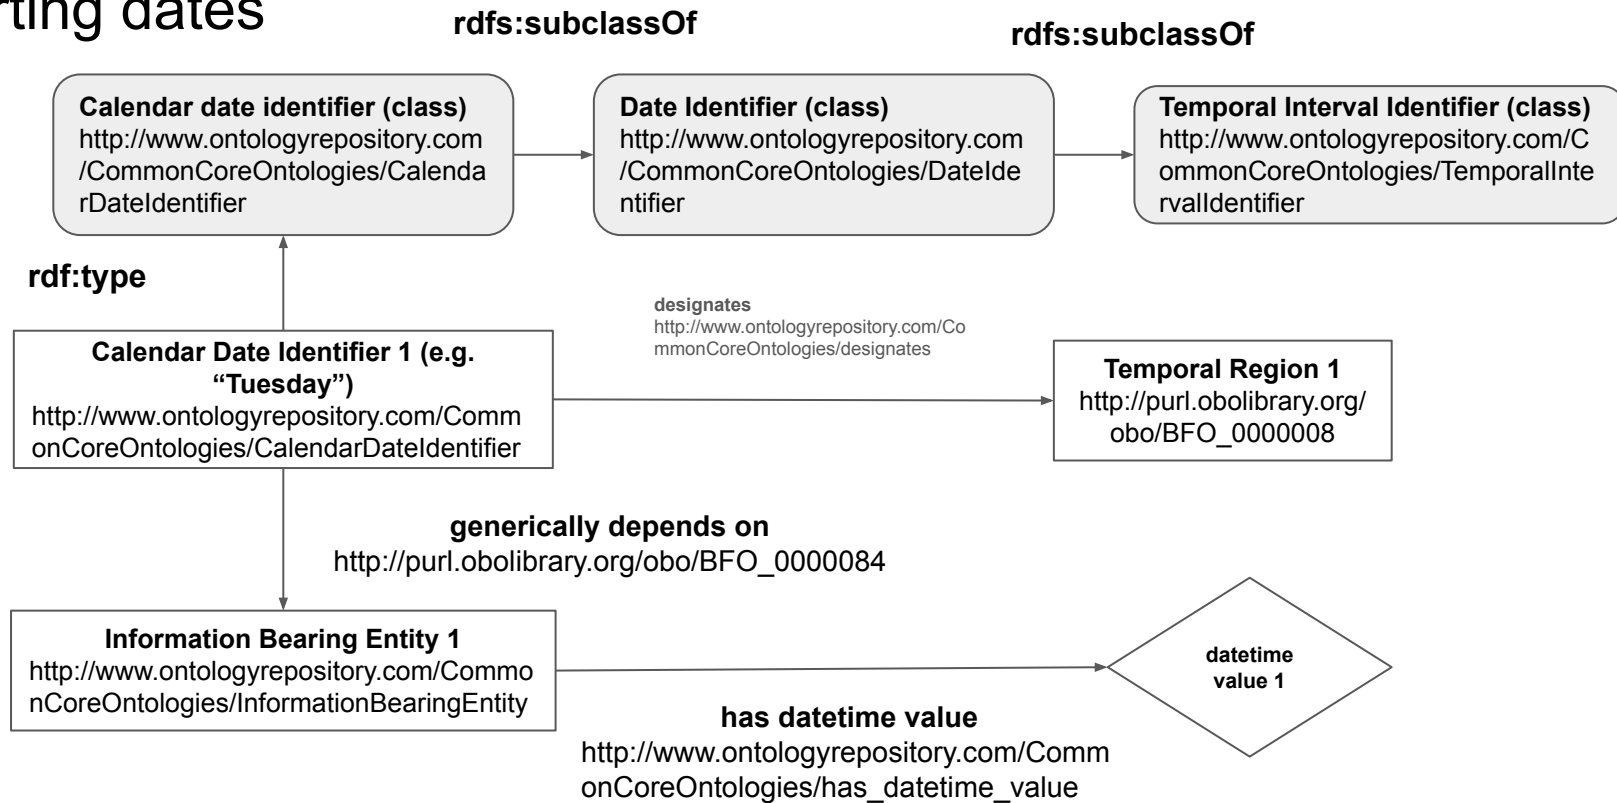 rting dates
rdfs:subclassOf
rdfs:subclassOf
Calendar date identifier (class)
http://www.ontologyrepository.com
/CommonCoreOntologies/Calenda
rDateIdentifier
Date Identifier (class)
http://www.ontologyrepository.com
/CommonCoreOntologies/DateIde
ntifier
Temporal Interval Identifier (class)
http://www.ontologyrepository.com/C
ommonCoreOntologies/TemporalInte
rvalIdentifier
rdf:type
designates
http://www.ontologyrepository.com/Co
mmonCoreOntologies/designates
Calendar Date Identifier 1 (e.g.
“Tuesday”)
http://www.ontologyrepository.com/Comm
onCoreOntologies/CalendarDateIdentifier
Temporal Region 1
http://purl.obolibrary.org/
obo/BFO_0000008
generically depends on
http://purl.obolibrary.org/obo/BFO_0000084
Information Bearing Entity 1
http://www.ontologyrepository.com/Commo
nCoreOntologies/InformationBearingEntity
datetime
value 1
has datetime value
http://www.ontologyrepository.com/Comm
onCoreOntologies/has_datetime_value